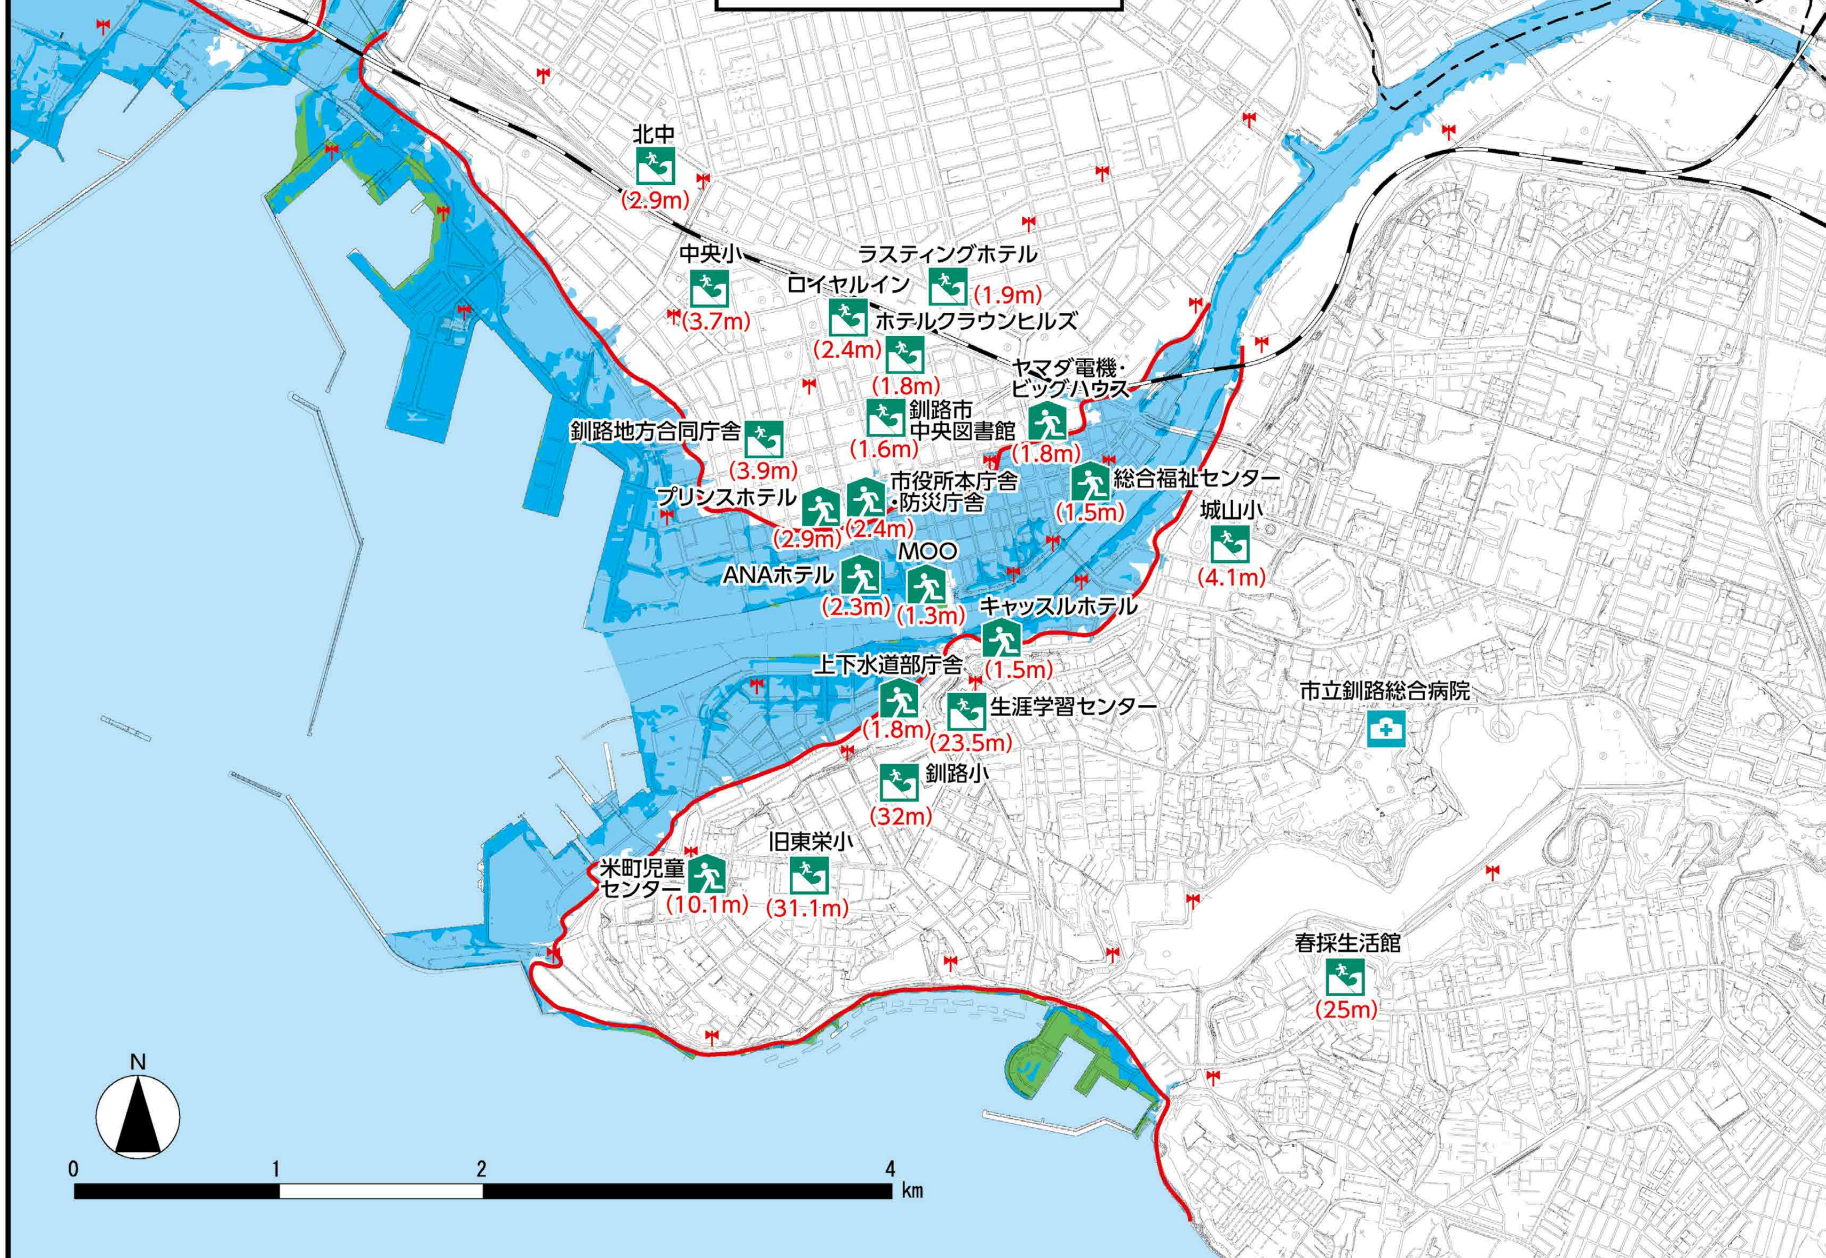 北中
(2.9m)
中央小
(3.7m)
ラスティングホテル
(1.9m)
ロイヤルイン
(2.4m)
ホテルクラウンヒルズ
(1.8m)
ヤマダ電機・
ビッグハウス
(1.8m)
釧路市
中央図書館
(1.6m)
釧路地方合同庁舎
(3.9m)
プリンスホテル
(2.9m)
市役所本庁舎
・防災庁舎
(2.4m)
総合福祉センター
(1.5m)
城山小
(4.1m)
MOO
(1.3m)
ANAホテル
(2.3m)
キャッスルホテル
(1.5m)
上下水道部庁舎
(1.8m)
生涯学習センター
(23.5m)
市立釧路総合病院
釧路小
(32m)
旧東栄小
(31.1m)
米町児童
センター
(10.1m)
春採生活館
(25m)
N
0 1 2 4
km